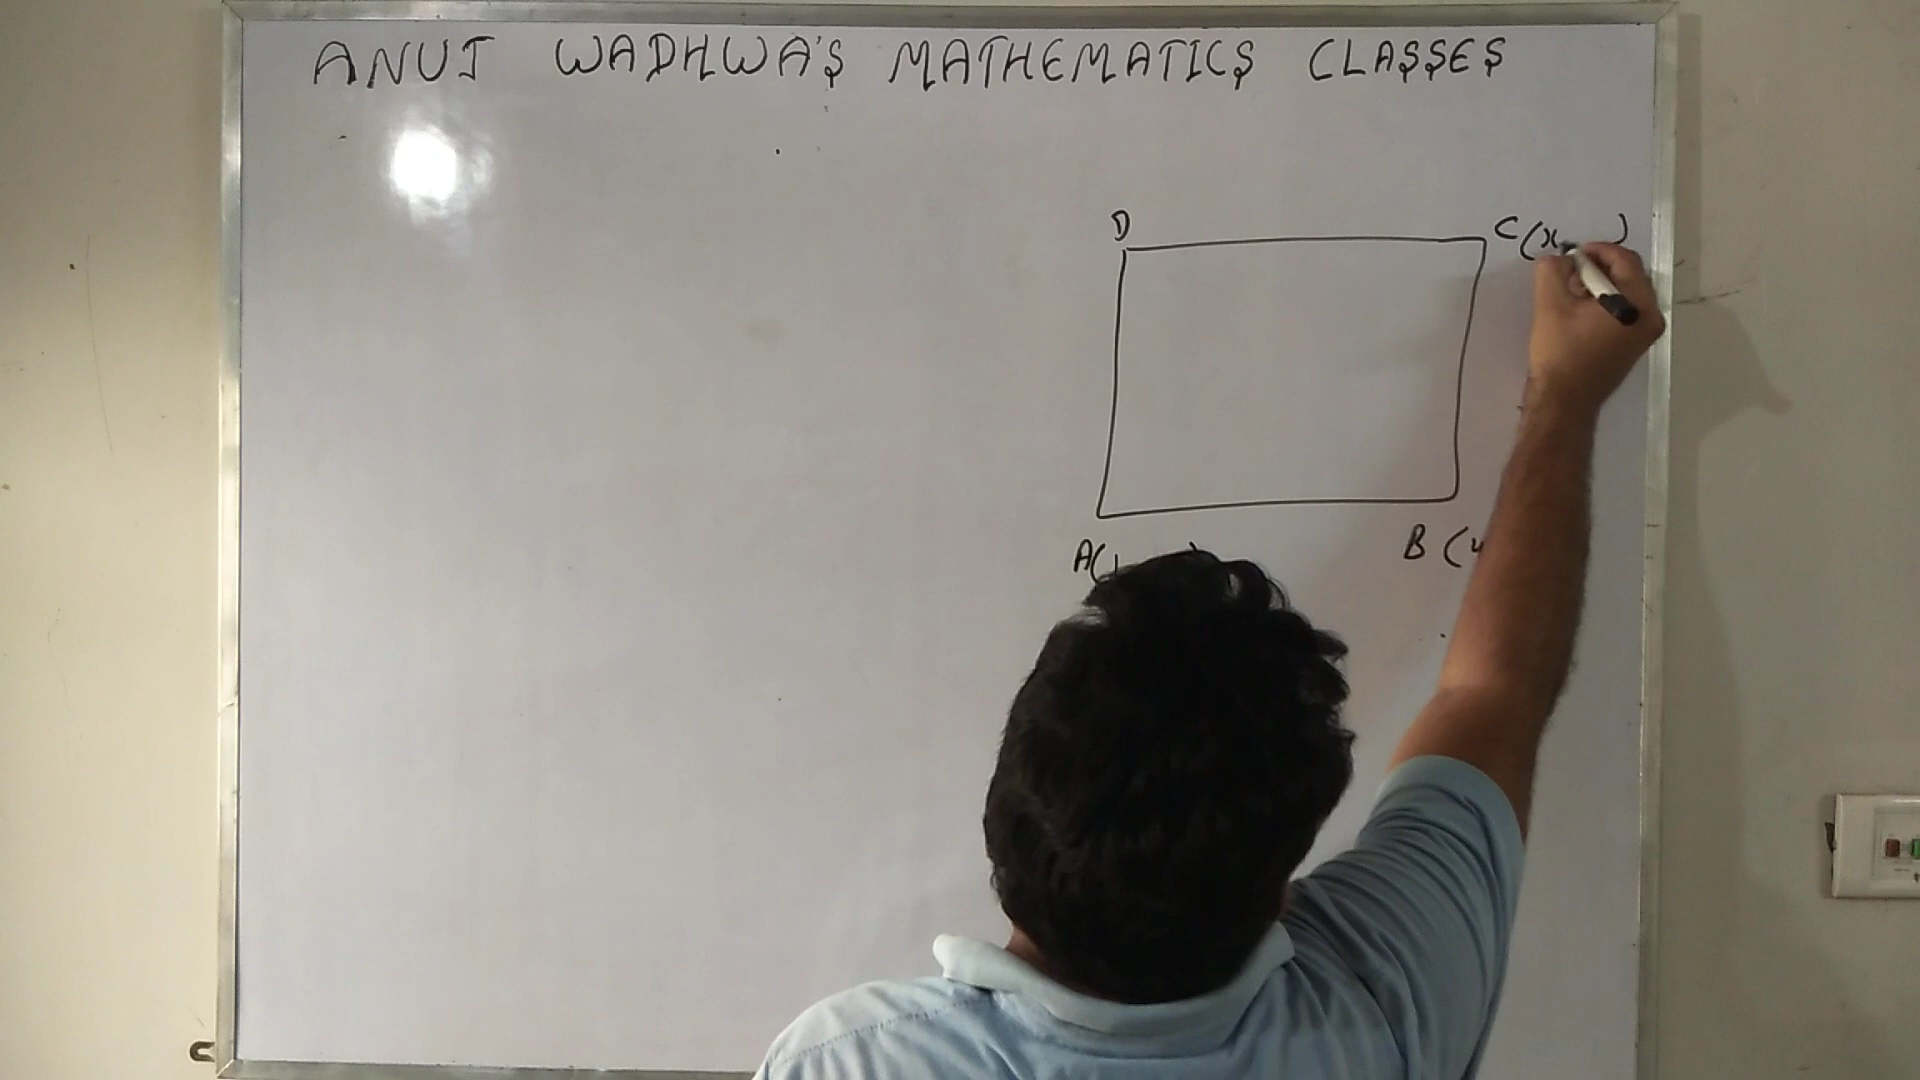 ANUJ WADHWA'S MATHEMATICS CLASSES
D C (x )
A( ) B (